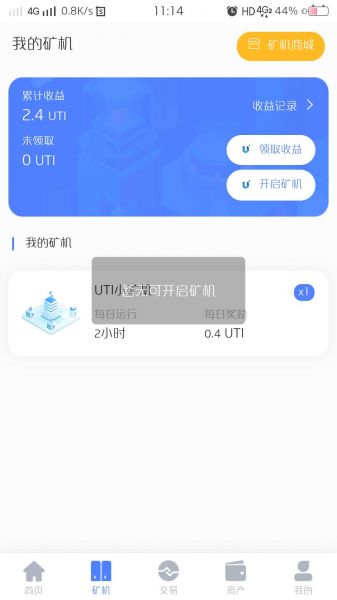 4G 0.8K/s S 11:14 HD 4G 2 44%
我的矿机
矿机商城
累计收益
2.4 UTI
收益记录
未领取
0 UTI
领取收益
开启矿机
我的矿机
UTI小矿机
x1
暂无可开启矿机
每日运行
每日奖励
2小时
0.4 UTI
首页
矿机
交易
资产
我的